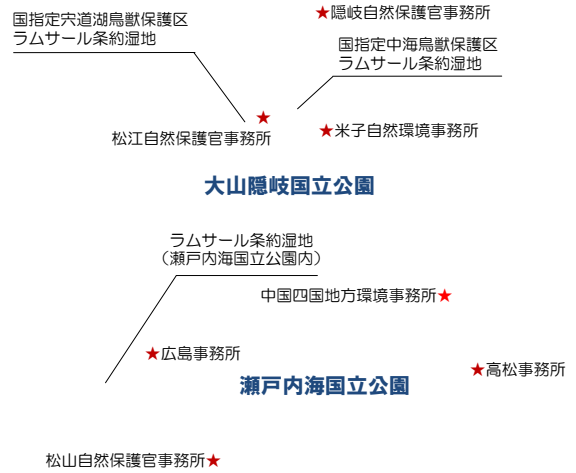 国指定宍道湖鳥獣保護区
ラムサール条約湿地
★隠岐自然保護官事務所
国指定中海鳥獣保護区
ラムサール条約湿地
★
松江自然保護官事務所
★米子自然環境事務所
大山隠岐国立公園
ラムサール条約湿地
（瀬戸内海国立公園内）
中国四国地方環境事務所★
★広島事務所
★高松事務所
瀬戸内海国立公園
松山自然保護官事務所★